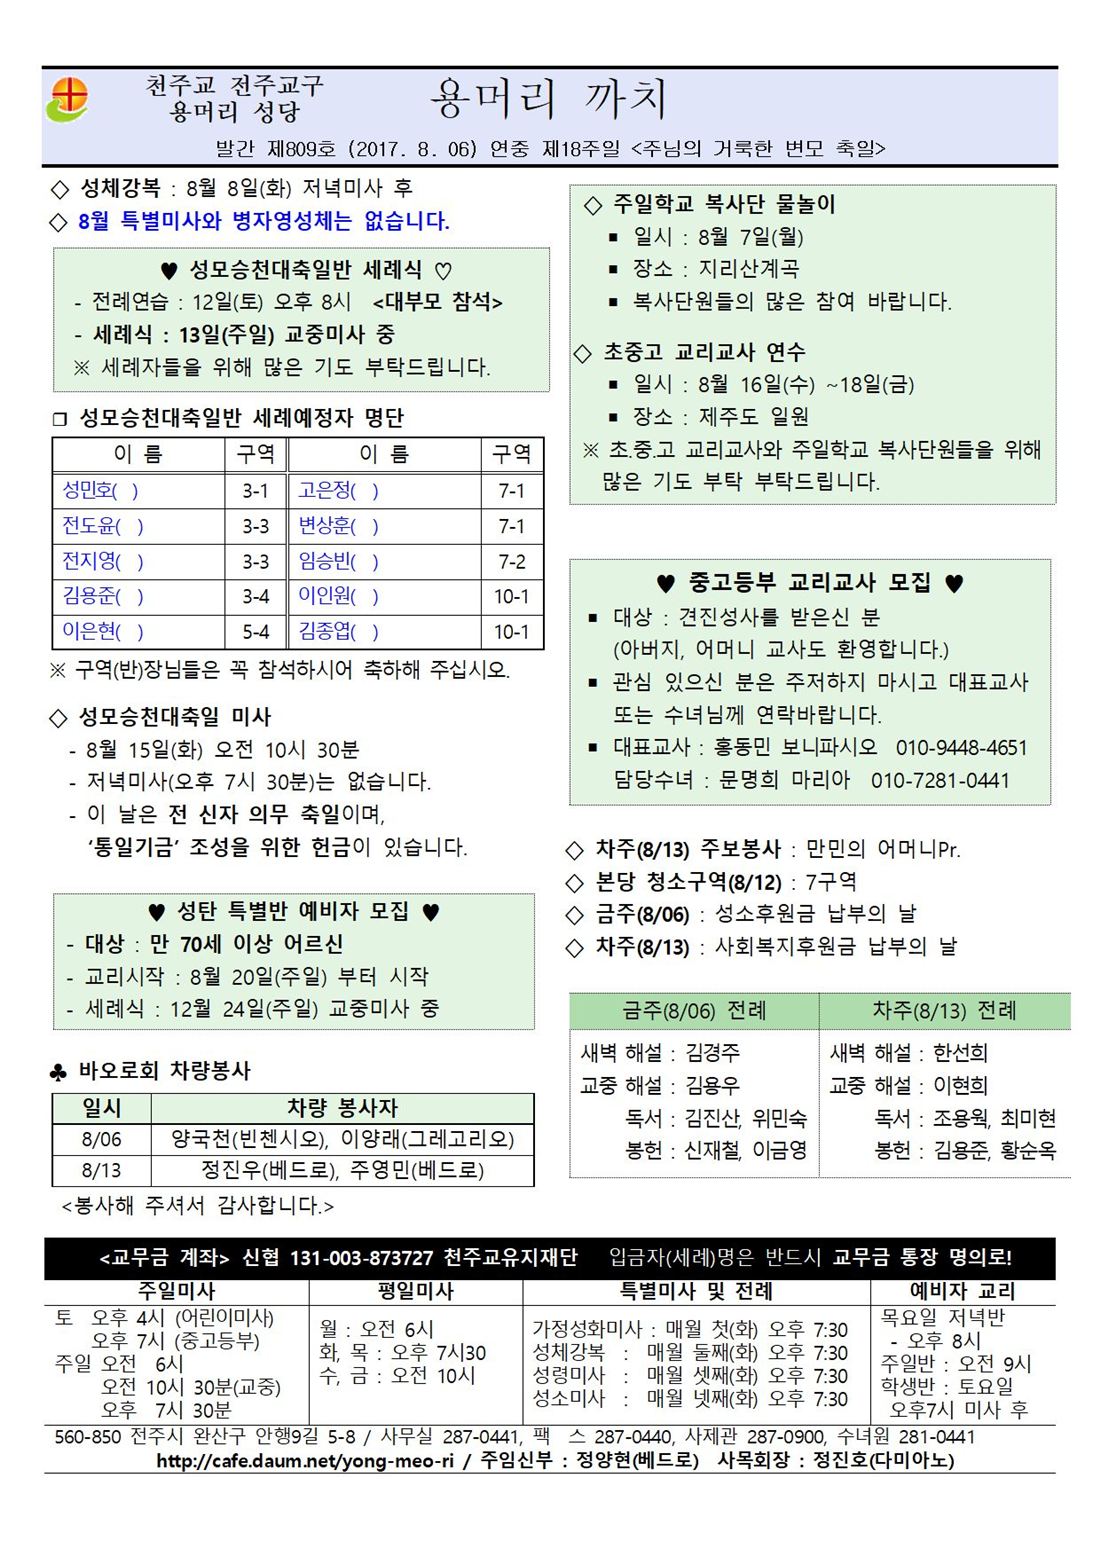 천주교 전주교구
용머리 성당
용머리 까치
발간 제809호 (2017. 8. 06) 연중 제18주일 <주님의 거룩한 변모 축일>
◇ 성체강복 : 8월 8일(화) 저녁미사 후
◇ 8월 특별미사와 병자영성체는 없습니다.
♥ 성모승천대축일반 세례식 ♡
- 전례연습 : 12일(토) 오후 8시 <대부모 참석>
- 세례식 : 13일(주일) 교중미사 중
※ 세례자들을 위해 많은 기도 부탁드립니다.
❒ 성모승천대축일반 세례예정자 명단
이 름 구역 이 름 구역
성민호( ) 3-1 고은정( ) 7-1
전도윤( ) 3-3 변상훈( ) 7-1
전지영( ) 3-3 임승빈( ) 7-2
김용준( ) 3-4 이인원( ) 10-1
이은현( ) 5-4 김종엽( ) 10-1
※ 구역(반)장님들은 꼭 참석하시어 축하해 주십시오.
◇ 성모승천대축일 미사
- 8월 15일(화) 오전 10시 30분
- 저녁미사(오후 7시 30분)는 없습니다.
- 이 날은 전 신자 의무 축일이며,
‘통일기금’ 조성을 위한 헌금이 있습니다.
♥ 성탄 특별반 예비자 모집 ♥
- 대상 : 만 70세 이상 어르신
- 교리시작 : 8월 20일(주일) 부터 시작
- 세례식 : 12월 24일(주일) 교중미사 중
♣ 바오로회 차량봉사
일시 차량 봉사자
8/06 양국천(빈첸시오), 이양래(그레고리오)
8/13 정진우(베드로), 주영민(베드로)
<봉사해 주셔서 감사합니다.>
◇ 주일학교 복사단 물놀이
■ 일시 : 8월 7일(월)
■ 장소 : 지리산계곡
■ 복사단원들의 많은 참여 바랍니다.
◇ 초중고 교리교사 연수
■ 일시 : 8월 16일(수) ~18일(금)
■ 장소 : 제주도 일원
※ 초.중.고 교리교사와 주일학교 복사단원들을 위해
많은 기도 부탁 부탁드립니다.
♥ 중고등부 교리교사 모집 ♥
■ 대상 : 견진성사를 받은신 분
(아버지, 어머니 교사도 환영합니다.)
■ 관심 있으신 분은 주저하지 마시고 대표교사
또는 수녀님께 연락바랍니다.
■ 대표교사 : 홍동민 보니파시오 010-9448-4651
담당수녀 : 문명희 마리아 010-7281-0441
◇ 차주(8/13) 주보봉사 : 만민의 어머니Pr.
◇ 본당 청소구역(8/12) : 7구역
◇ 금주(8/06) : 성소후원금 납부의 날
◇ 차주(8/13) : 사회복지후원금 납부의 날
금주(8/06) 전례 차주(8/13) 전례
새벽 해설 : 김경주 새벽 해설 : 한선희
교중 해설 : 김용우 교중 해설 : 이현희
독서 : 김진산, 위민숙 독서 : 조용웍, 최미현
봉헌 : 신재철, 이금영 봉헌 : 김용준, 황순옥
<교무금 계좌> 신협 131-003-873727 천주교유지재단 입금자(세례)명은 반드시 교무금 통장 명의로!
주일미사 평일미사 특별미사 및 전례 예비자 교리
토 오후 4시 (어린이미사)
오후 7시 (중고등부)
주일 오전 6시
오전 10시 30분(교중)
오후 7시 30분
월 : 오전 6시
화, 목 : 오후 7시30
수, 금 : 오전 10시
가정성화미사 : 매월 첫(화) 오후 7:30
성체강복 : 매월 둘째(화) 오후 7:30
성령미사 : 매월 셋째(화) 오후 7:30
성소미사 : 매월 넷째(화) 오후 7:30
목요일 저녁반
- 오후 8시
주일반 : 오전 9시
학생반 : 토요일
오후7시 미사 후
560-850 전주시 완산구 안행9길 5-8 / 사무실 287-0441, 팩 스 287-0440, 사제관 287-0900, 수녀원 281-0441
http://cafe.daum.net/yong-meo-ri / 주임신부 : 정양현(베드로) 사목회장 : 정진호(다미아노)